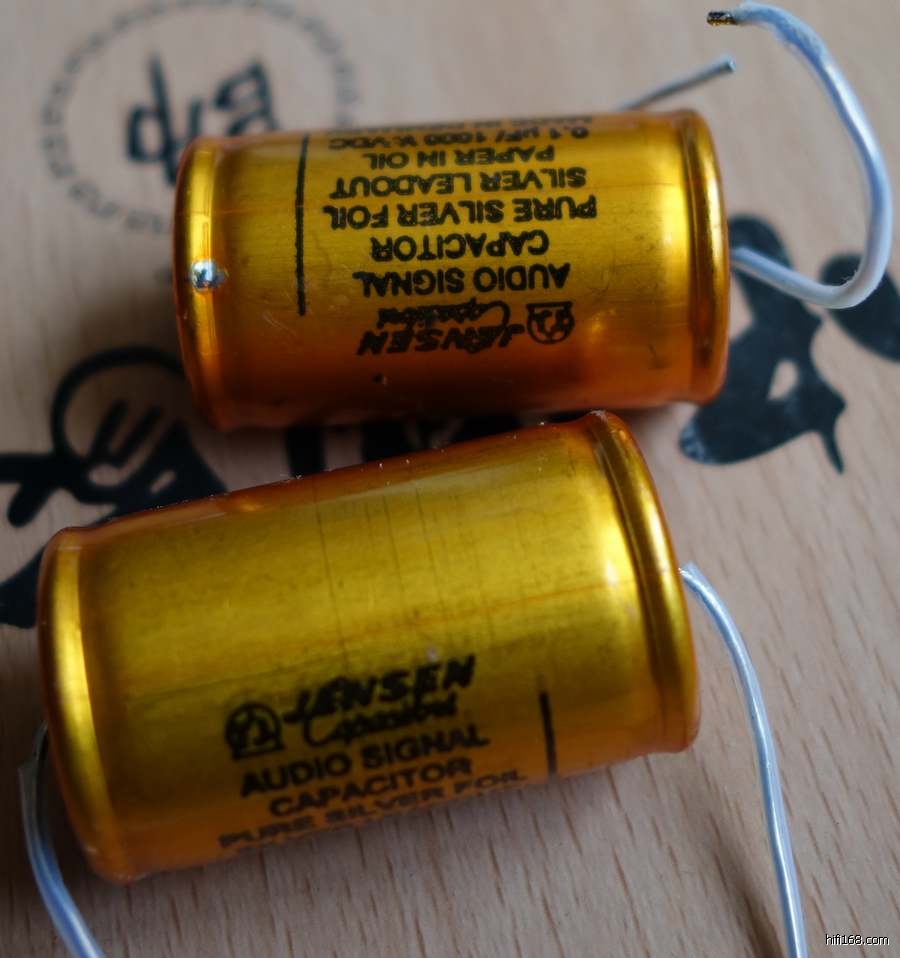 JENSEN
Capacitors
AUDIO SIGNAL
CAPACITOR
PURE SILVER FOIL
SILVER LEADOUT
PAPER IN OIL
0.1 µF/ 1000 V-VDC
JENSEN
Capacitors
AUDIO SIGNAL
CAPACITOR
PURE SILVER FOIL
hifi168.com